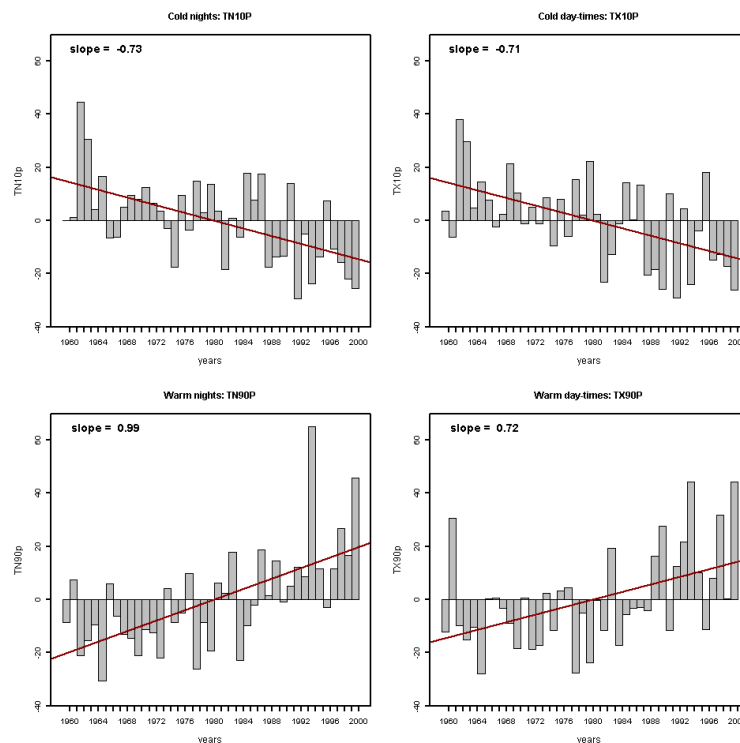 Cold nights: TN10P
slope = -0.73
TN10p
60
40
20
0
-20
-40
1960 1964 1968 1972 1976 1980 1984 1988 1992 1996 2000
years
Cold day-times: TX10P
slope = -0.71
TX10p
60
40
20
0
-20
-40
1960 1964 1968 1972 1976 1980 1984 1988 1992 1996 200
years
Warm nights: TN90P
slope = 0.99
TN90p
60
40
20
0
-20
-40
1960 1964 1968 1972 1976 1980 1984 1988 1992 1996 2000
years
Warm day-times: TX90P
slope = 0.72
TX90p
60
40
20
0
-20
-40
1960 1964 1968 1972 1976 1980 1984 1988 1992 1996 200
years